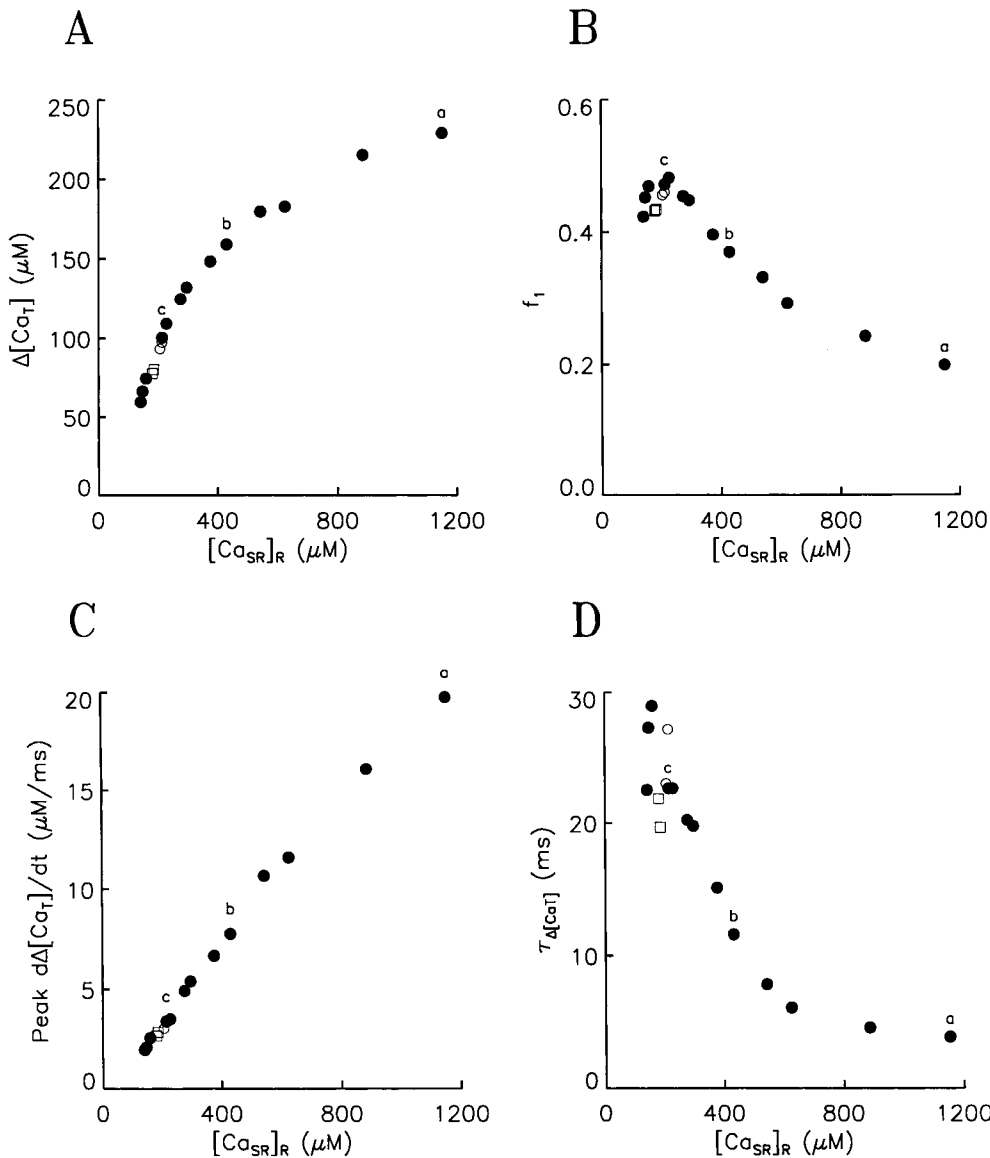 A
Δ[Ca_T] (μM)
250
200
150
100
50
0
a
b
c
0 400 800 1200
[Ca_SR]_R (μM)
B
f_1
0.6
0.4
0.2
0.0
c
b
a
0 400 800 1200
[Ca_SR]_R (μM)
C
Peak dΔ[Ca_T]/dt (μM/ms)
20
15
10
5
0
a
b
c
0 400 800 1200
[Ca_SR]_R (μM)
D
τ_Δ[CaT] (ms)
30
20
10
0
c
b
a
0 400 800 1200
[Ca_SR]_R (μM)